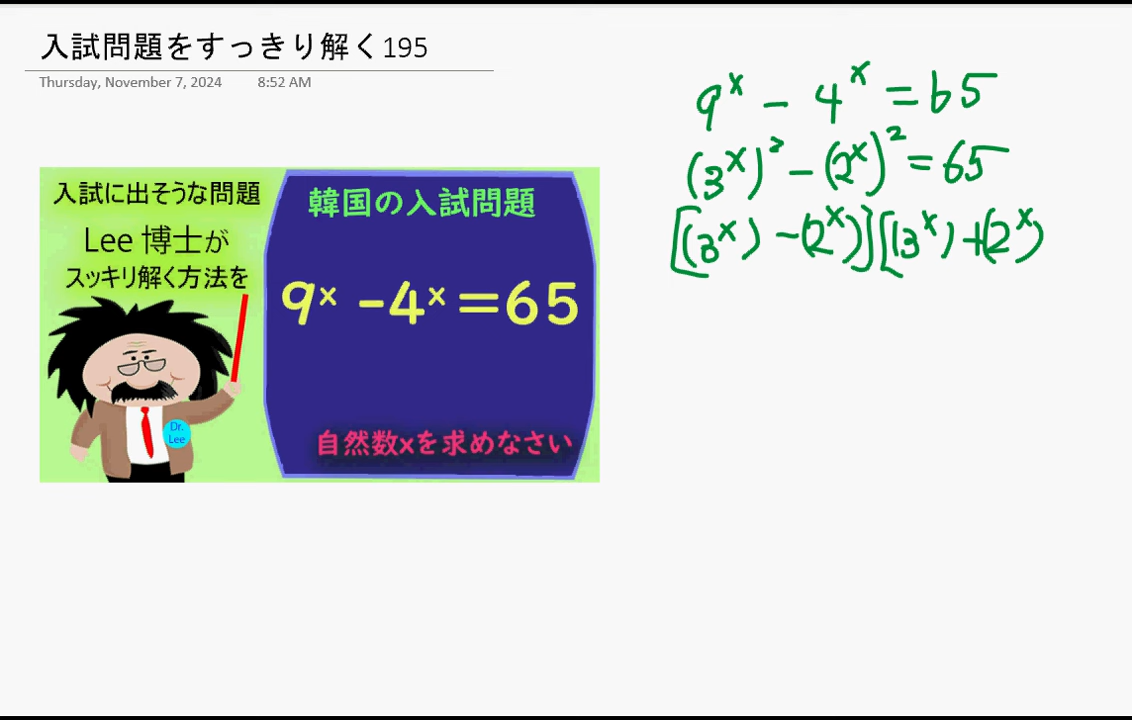 入試問題をすっきり解く195
Thursday, November 7, 2024 8:52 AM
入試に出そうな問題
Lee 博士が
スッキリ解く方法を
Dr.
Lee
韓国の入試問題
9ˣ -4ˣ =65
自然数xを求めなさい
9ˣ - 4ˣ = 65
(3ˣ)² - (2ˣ)² = 65
[(3ˣ) - (2ˣ)][(3ˣ) + (2ˣ)